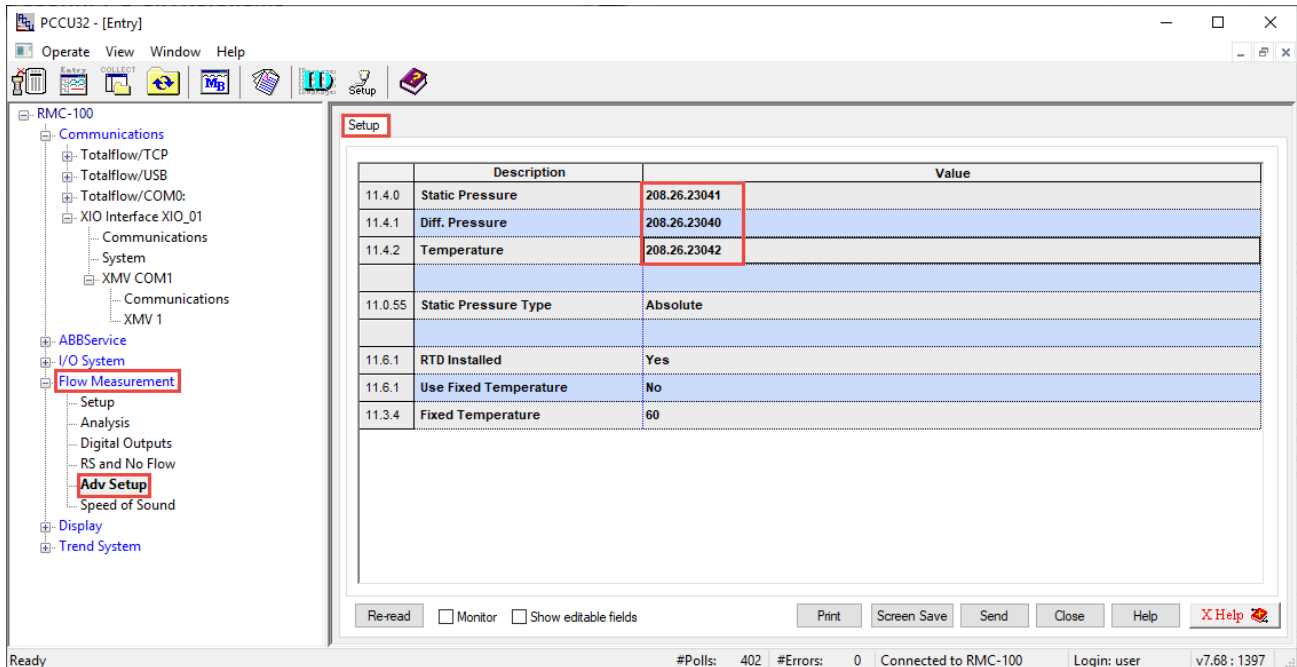 PCCU32 - [Entry]
Operate View Window Help
Entry COLLECT MB ID Setup
RMC-100
Communications
Totalflow/TCP
Totalflow/USB
Totalflow/COM0:
XIO Interface XIO_01
Communications
System
XMV COM1
Communications
XMV 1
ABBService
I/O System
Flow Measurement
Setup
Analysis
Digital Outputs
RS and No Flow
Adv Setup
Speed of Sound
Display
Trend System
Setup
Description Value
11.4.0 Static Pressure 208.26.23041
11.4.1 Diff. Pressure 208.26.23040
11.4.2 Temperature 208.26.23042
11.0.55 Static Pressure Type Absolute
11.6.1 RTD Installed Yes
11.6.1 Use Fixed Temperature No
11.3.4 Fixed Temperature 60
Re-read Monitor Show editable fields Print Screen Save Send Close Help X Help
Ready #Polls: 402 #Errors: 0 Connected to RMC-100 Login: user v7.68 : 1397